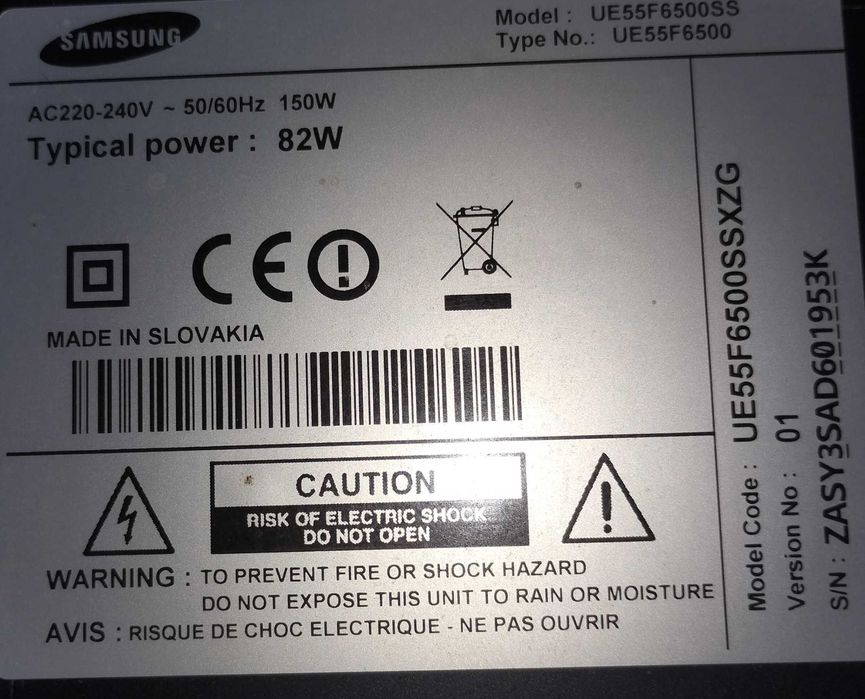 SAMSUNG
Model : UE55F6500SS
Type No.: UE55F6500
AC220-240V ~ 50/60Hz 150W
Typical power : 82W
MADE IN SLOVAKIA
CAUTION
RISK OF ELECTRIC SHOCK
DO NOT OPEN
WARNING : TO PREVENT FIRE OR SHOCK HAZARD
DO NOT EXPOSE THIS UNIT TO RAIN OR MOISTURE
AVIS : RISQUE DE CHOC ELECTRIQUE - NE PAS OUVRIR
Model Code : UE55F6500SSXZG
Version No : 01
S/N : ZASY3SAD601953K